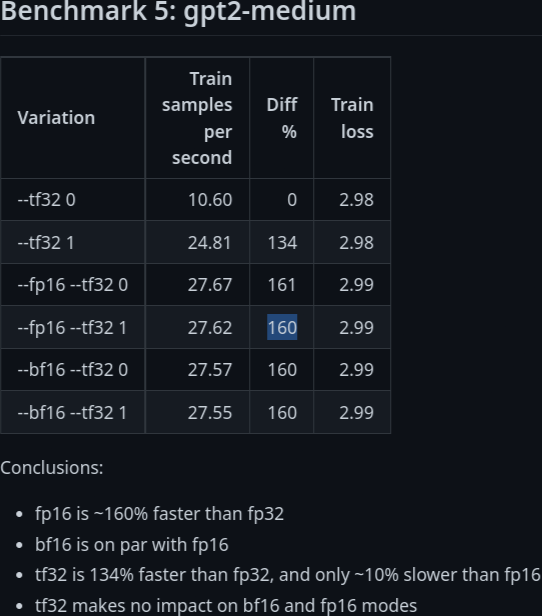 Benchmark 5: gpt2-medium
Variation Train samples per second Diff % Train loss
--tf32 0 10.60 0 2.98
--tf32 1 24.81 134 2.98
--fp16 --tf32 0 27.67 161 2.99
--fp16 --tf32 1 27.62 160 2.99
--bf16 --tf32 0 27.57 160 2.99
--bf16 --tf32 1 27.55 160 2.99
Conclusions:
• fp16 is ~160% faster than fp32
• bf16 is on par with fp16
• tf32 is 134% faster than fp32, and only ~10% slower than fp16
• tf32 makes no impact on bf16 and fp16 modes